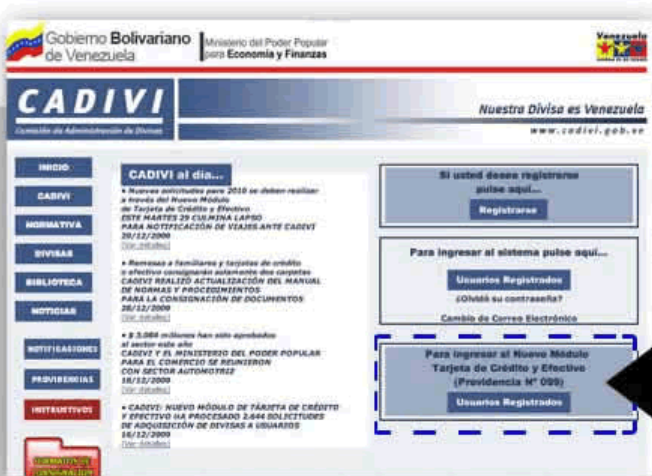 Gobierno Bolivariano
de Venezuela
Ministerio del Poder Popular
para Economía y Finanzas
Venezuela
CADIVI
Comisión de Administración de Divisas
Nuestra Divisa es Venezuela
www.cadivi.gob.ve
INICIO
CADIVI
NORMATIVA
DIVISAS
BIBLIOTECA
NOTICIAS
NOTIFICACIONES
PROVIDENCIAS
INSTRUCTIVOS
CADIVI al día...
• Nuevas solicitudes para 2010 se deben realizar
a través del Nuevo Módulo
de Tarjeta de Crédito y Efectivo
ESTE MARTES 29 CULMINA LAPSO
PARA NOTIFICACIÓN DE VIAJES ANTE CADIVI
29/12/2009
[Ver detalles]
• Remesas a familiares y tarjetas de crédito
o efectivo consignarán solamente dos carpetas
CADIVI REALIZÓ ACTUALIZACIÓN DEL MANUAL
DE NORMAS Y PROCEDIMIENTOS
PARA LA CONSIGNACIÓN DE DOCUMENTOS
28/12/2009
[Ver detalles]
• $ 3.084 millones han sido aprobados
al sector este año
CADIVI Y EL MINISTERIO DEL PODER POPULAR
PARA EL COMERCIO SE REUNIERON
CON SECTOR AUTOMOTRIZ
18/12/2009
[Ver detalles]
• CADIVI: NUEVO MÓDULO DE TARJETA DE CRÉDITO
Y EFECTIVO HA PROCESADO 2.644 SOLICITUDES
DE ADQUISICIÓN DE DIVISAS A USUARIOS
16/12/2009
[Ver detalles]
Si usted desea registrarse
pulse aquí...
Registrarse
Para ingresar al sistema pulse aquí...
Usuarios Registrados
¿Olvidó su contraseña?
Cambio de Correo Electrónico
Para ingresar al Nuevo Módulo
Tarjeta de Crédito y Efectivo
(Providencia N° 099)
Usuarios Registrados